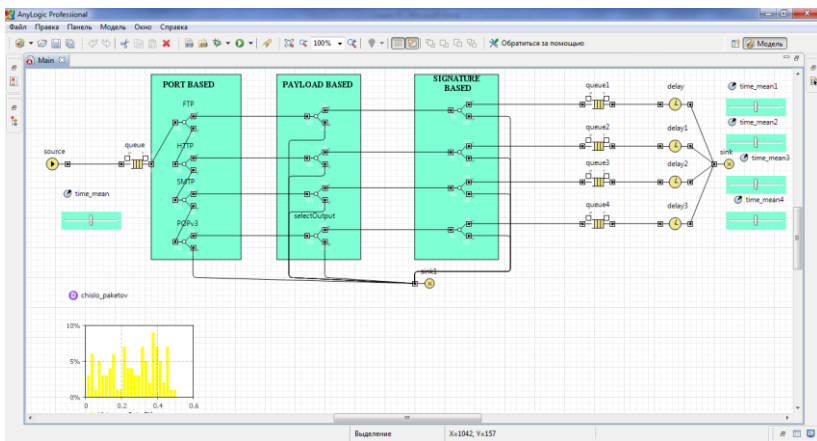 AnyLogic Professional
Файл Правка Панель Модель Окно Справка
100%
Обратиться за помощью
Модель
Main
PORT BASED
PAYLOAD BASED
SIGNATURE
BASED
FTP
HTTP
SMTP
POPv3
source
queue
time_mean
selectOutput
sink1
queue1
delay
queue2
delay1
queue3
delay2
queue4
delay3
sink
time_mean1
time_mean2
time_mean3
time_mean4
chislo_paketov
10%
5%
0%
0 0.2 0.4 0.6
Выделение
X=1042, Y=157